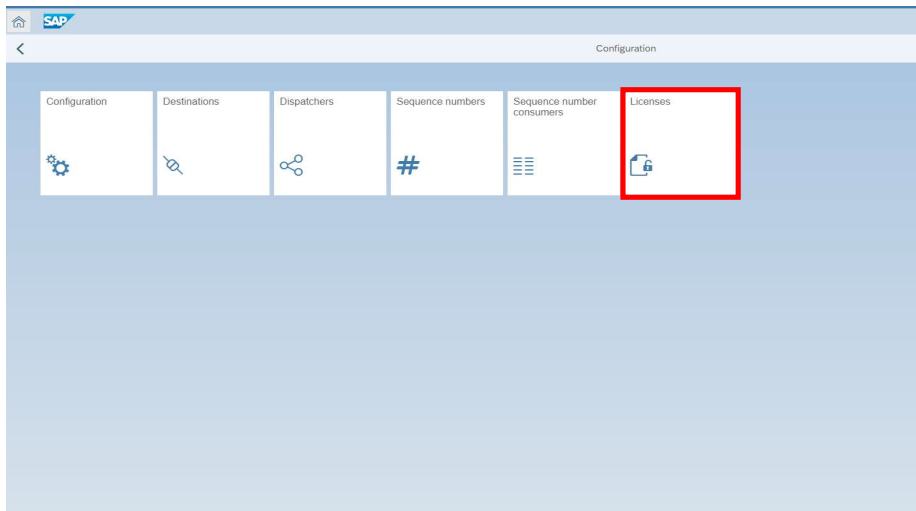 SAP
Configuration
Configuration
Destinations
Dispatchers
Sequence numbers
Sequence number
consumers
Licenses